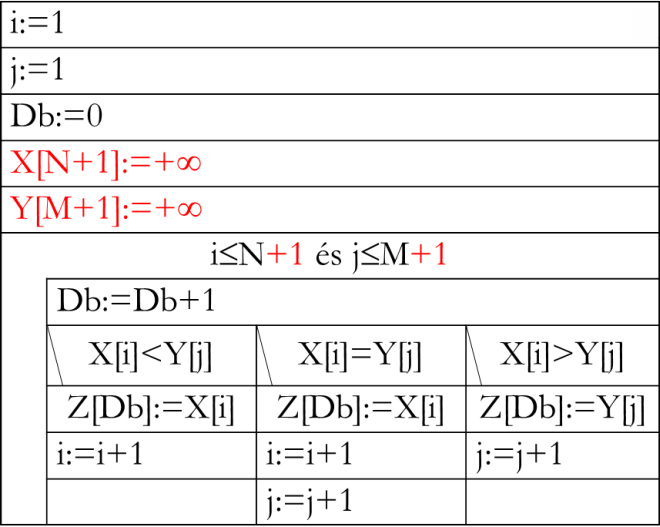 i:=1
j:=1
Db:=0
X[N+1]:=+∞
Y[M+1]:=+∞
i≤N+1 és j≤M+1
Db:=Db+1
X[i]<Y[j] X[i]=Y[j] X[i]>Y[j]
Z[Db]:=X[i] Z[Db]:=X[i] Z[Db]:=Y[j]
i:=i+1 i:=i+1 j:=j+1
j:=j+1